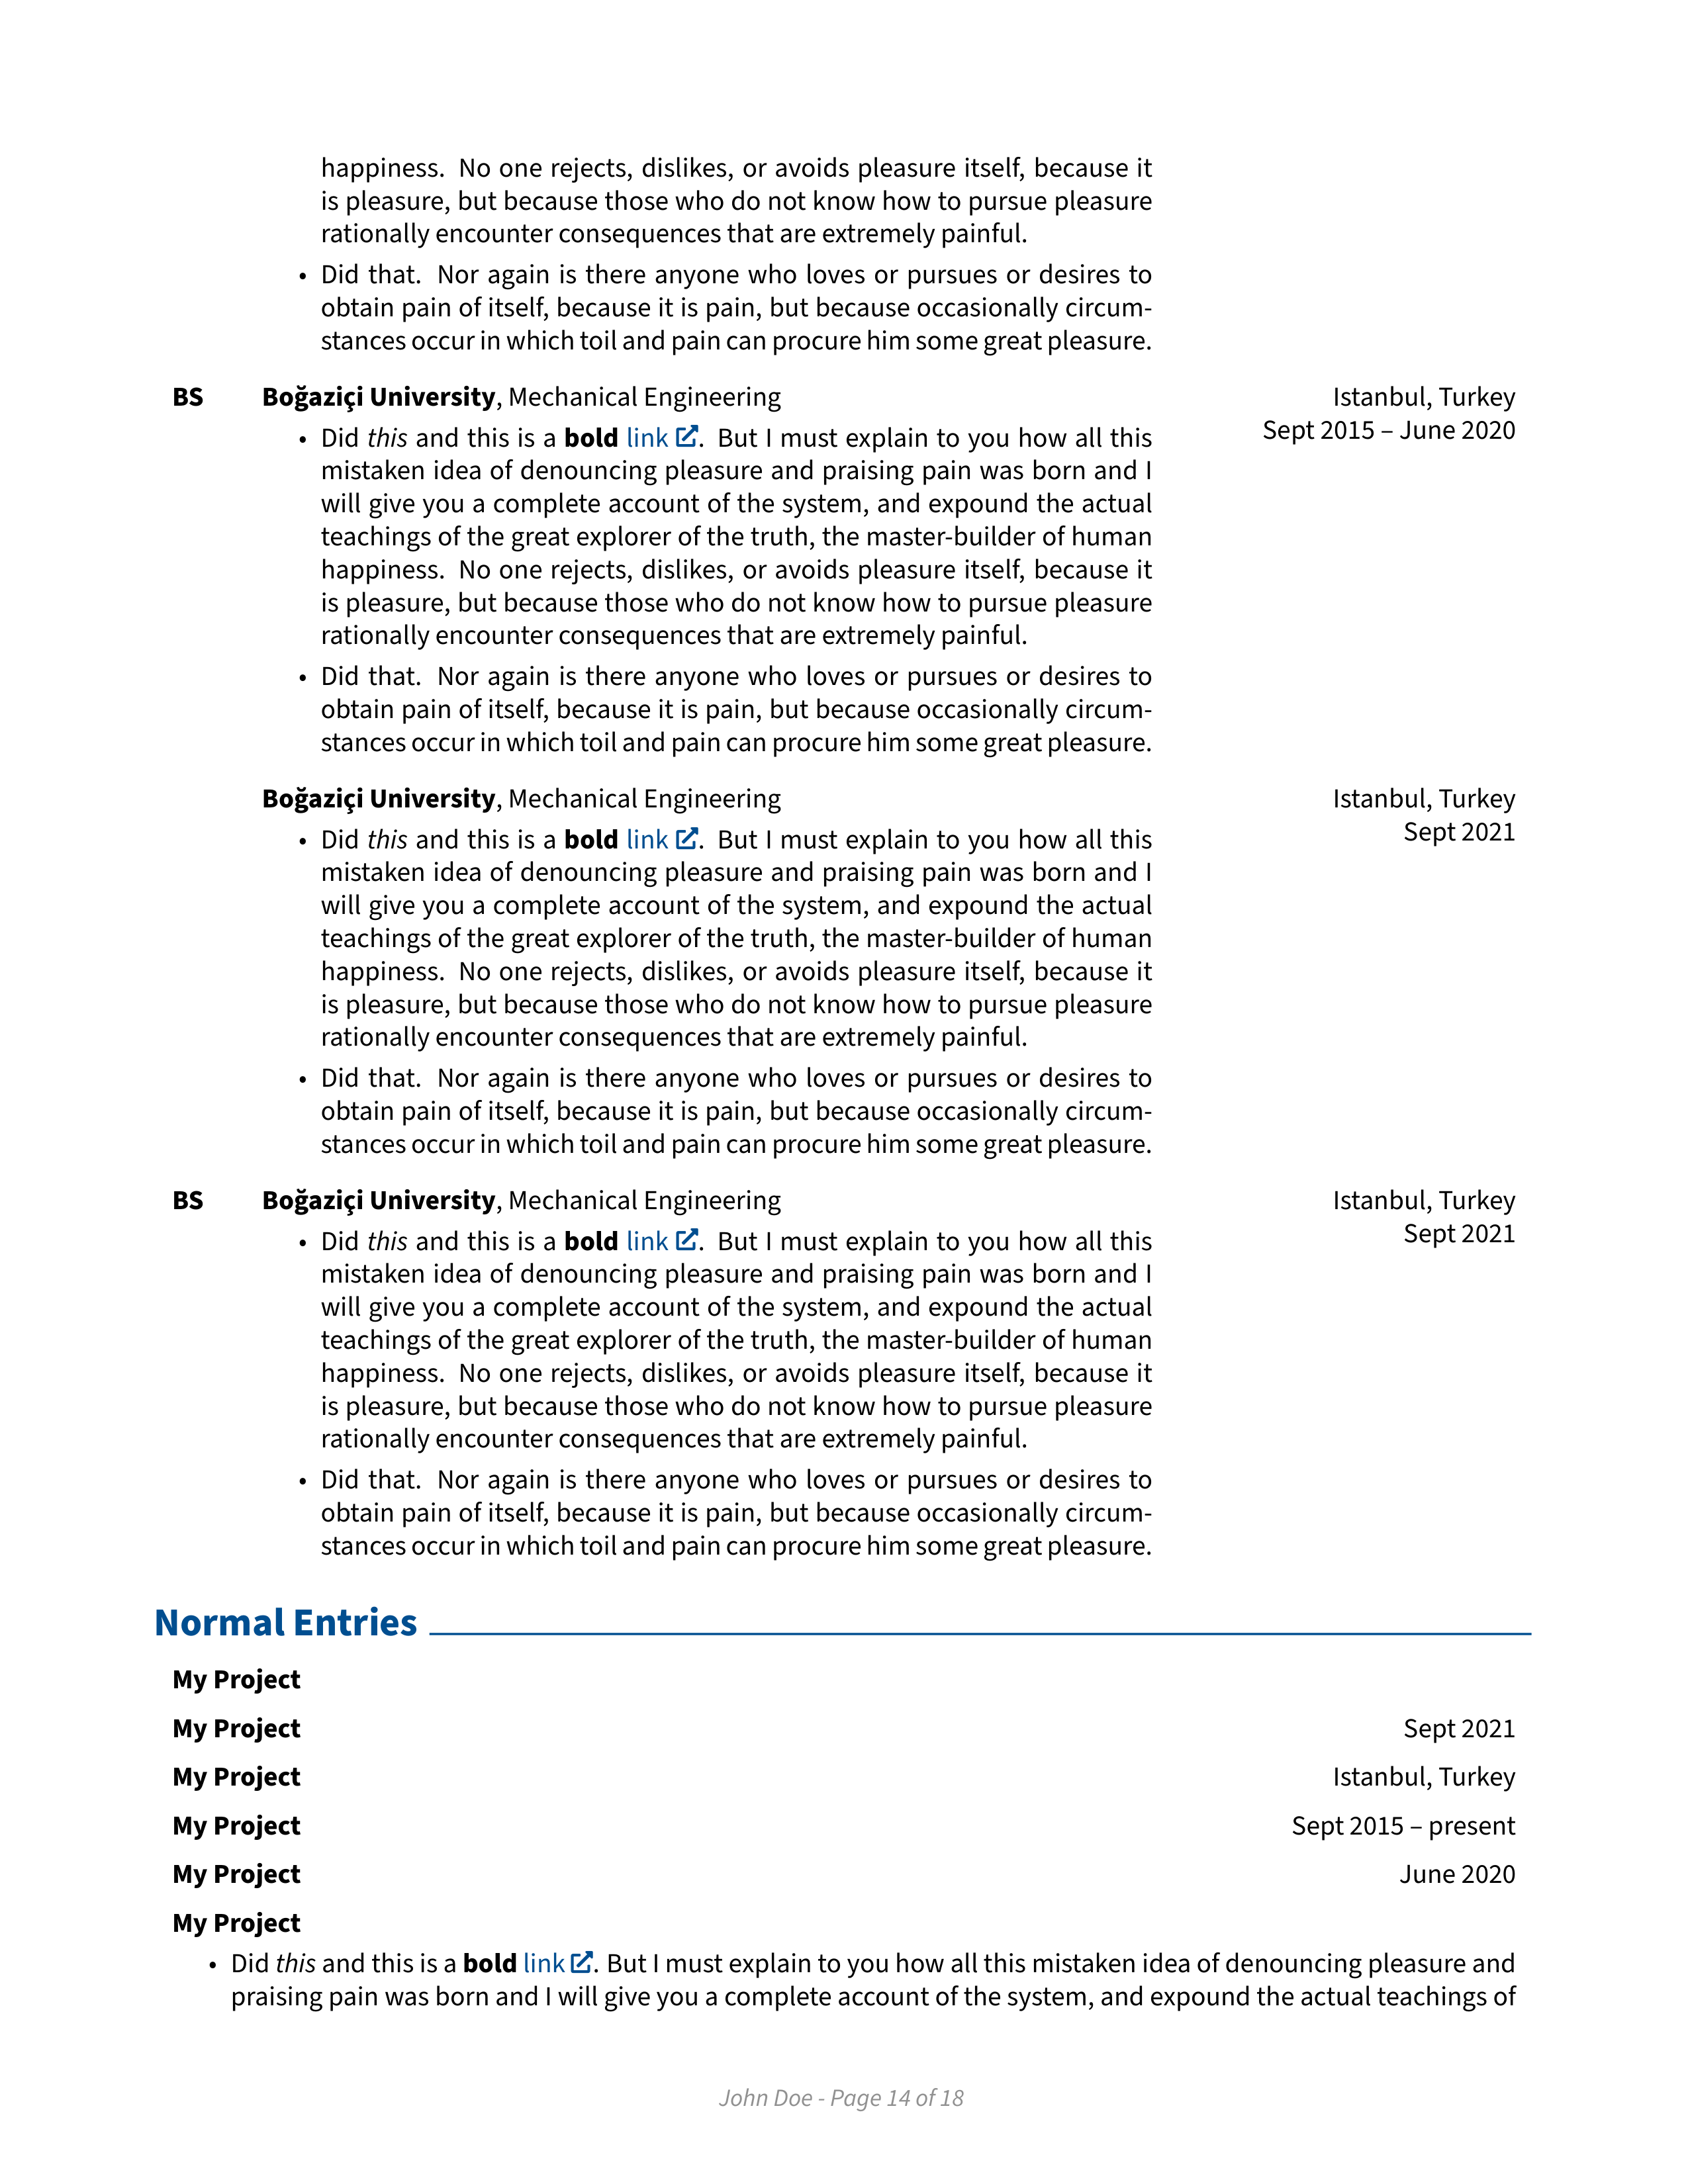 happiness. No one rejects, dislikes, or avoids pleasure itself, because it
is pleasure, but because those who do not know how to pursue pleasure
rationally encounter consequences that are extremely painful.
• Did that. Nor again is there anyone who loves or pursues or desires to
obtain pain of itself, because it is pain, but because occasionally circum-
stances occur in which toil and pain can procure him some great pleasure.
BS Boğaziçi University, Mechanical Engineering Istanbul, Turkey
Sept 2015 – June 2020
• Did this and this is a bold link. But I must explain to you how all this
mistaken idea of denouncing pleasure and praising pain was born and I
will give you a complete account of the system, and expound the actual
teachings of the great explorer of the truth, the master-builder of human
happiness. No one rejects, dislikes, or avoids pleasure itself, because it
is pleasure, but because those who do not know how to pursue pleasure
rationally encounter consequences that are extremely painful.
• Did that. Nor again is there anyone who loves or pursues or desires to
obtain pain of itself, because it is pain, but because occasionally circum-
stances occur in which toil and pain can procure him some great pleasure.
Boğaziçi University, Mechanical Engineering Istanbul, Turkey
Sept 2021
• Did this and this is a bold link. But I must explain to you how all this
mistaken idea of denouncing pleasure and praising pain was born and I
will give you a complete account of the system, and expound the actual
teachings of the great explorer of the truth, the master-builder of human
happiness. No one rejects, dislikes, or avoids pleasure itself, because it
is pleasure, but because those who do not know how to pursue pleasure
rationally encounter consequences that are extremely painful.
• Did that. Nor again is there anyone who loves or pursues or desires to
obtain pain of itself, because it is pain, but because occasionally circum-
stances occur in which toil and pain can procure him some great pleasure.
BS Boğaziçi University, Mechanical Engineering Istanbul, Turkey
Sept 2021
• Did this and this is a bold link. But I must explain to you how all this
mistaken idea of denouncing pleasure and praising pain was born and I
will give you a complete account of the system, and expound the actual
teachings of the great explorer of the truth, the master-builder of human
happiness. No one rejects, dislikes, or avoids pleasure itself, because it
is pleasure, but because those who do not know how to pursue pleasure
rationally encounter consequences that are extremely painful.
• Did that. Nor again is there anyone who loves or pursues or desires to
obtain pain of itself, because it is pain, but because occasionally circum-
stances occur in which toil and pain can procure him some great pleasure.
Normal Entries
My Project
My Project Sept 2021
My Project Istanbul, Turkey
My Project Sept 2015 – present
My Project June 2020
My Project
• Did this and this is a bold link. But I must explain to you how all this mistaken idea of denouncing pleasure and
praising pain was born and I will give you a complete account of the system, and expound the actual teachings of
John Doe - Page 14 of 18